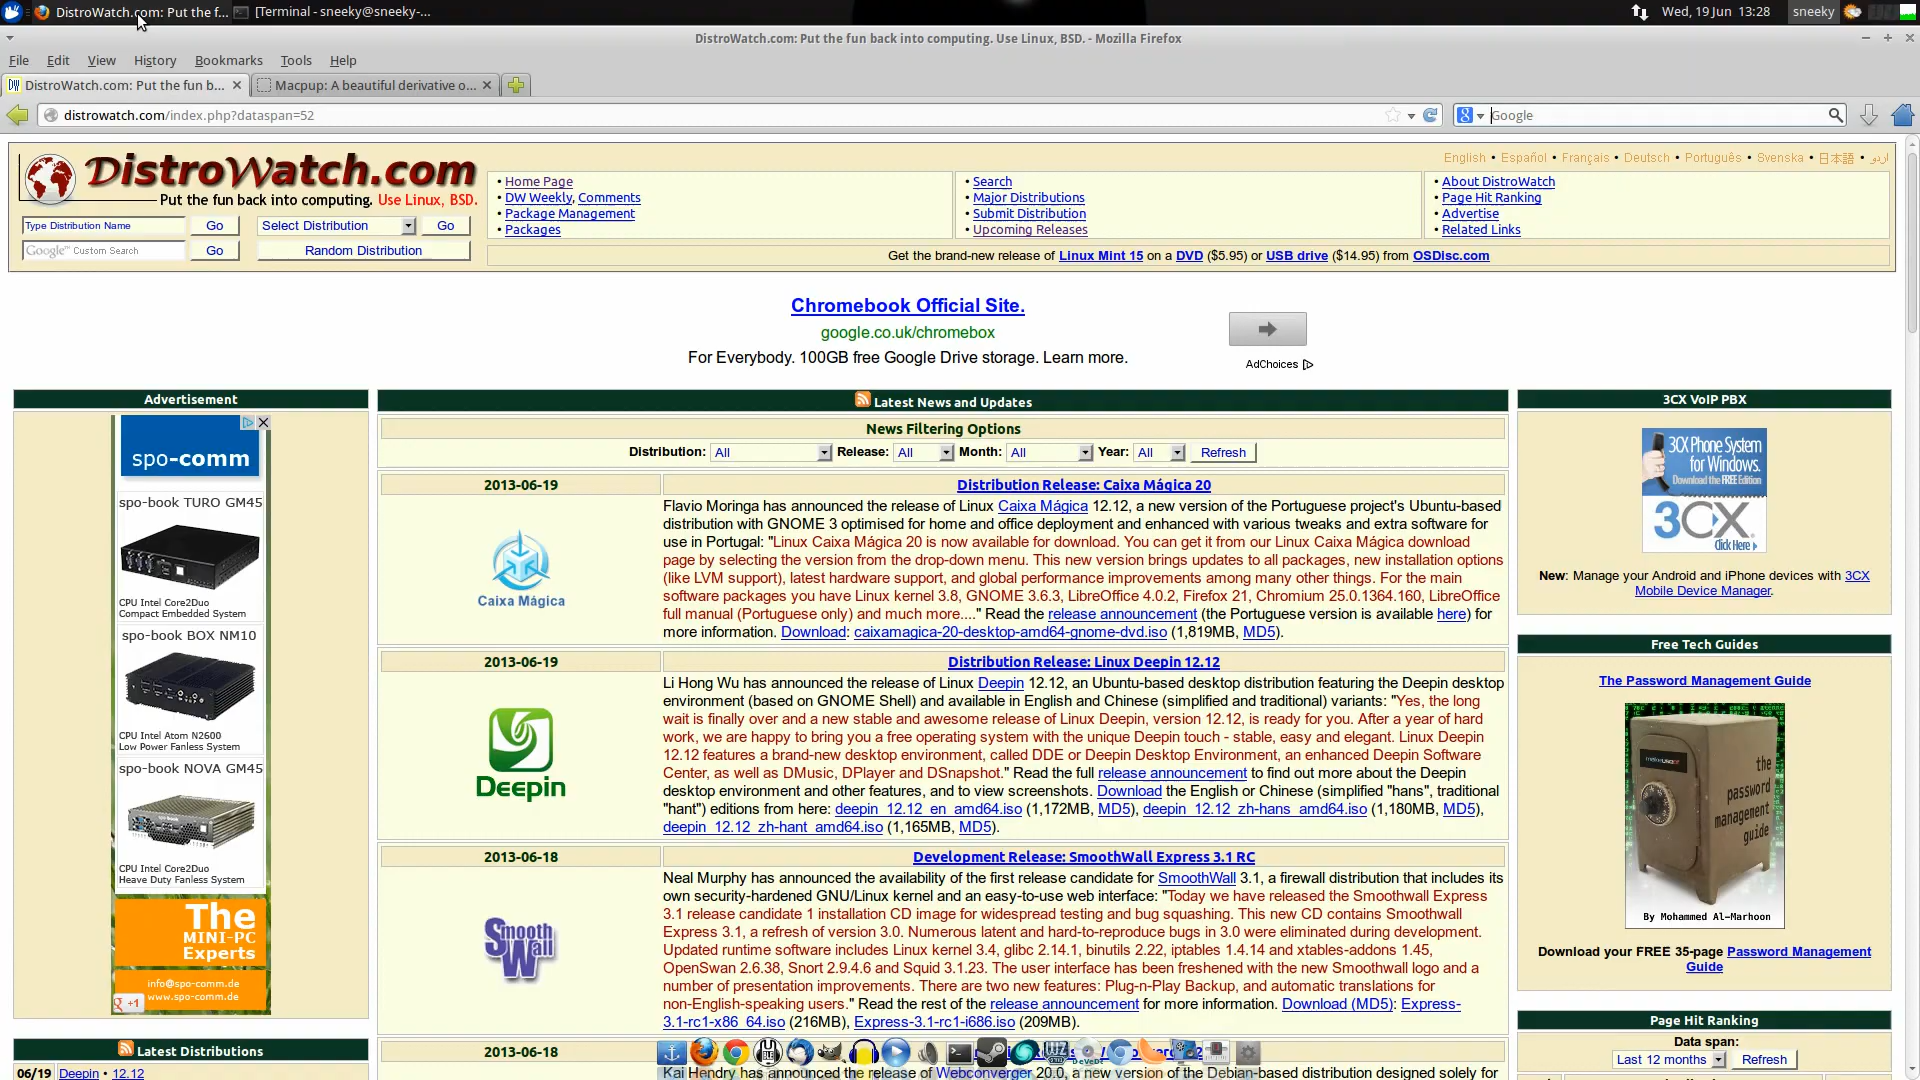 DistroWatch.com: Put the f...
[Terminal - sneeky@sneeky-...
Wed, 19 Jun 13:28
sneeky
DistroWatch.com: Put the fun back into computing. Use Linux, BSD. - Mozilla Firefox
File Edit View History Bookmarks Tools Help
DistroWatch.com: Put the fun b...
Macpup: A beautiful derivative o...
distrowatch.com/index.php?dataspan=52
Google
DistroWatch.com
Put the fun back into computing. Use Linux, BSD.
Type Distribution Name Go
Select Distribution Go
Google™ Custom Search Go
Random Distribution
• Home Page
• DW Weekly, Comments
• Package Management
• Packages
• Search
• Major Distributions
• Submit Distribution
• Upcoming Releases
English • Español • Français • Deutsch • Português • Svenska • 日本語 • اردو
• About DistroWatch
• Page Hit Ranking
• Advertise
• Related Links
Get the brand-new release of Linux Mint 15 on a DVD ($5.95) or USB drive ($14.95) from OSDisc.com
Chromebook Official Site.
google.co.uk/chromebox
For Everybody. 100GB free Google Drive storage. Learn more.
AdChoices
Advertisement
spo-comm
spo-book TURO GM45
CPU Intel Core2Duo
Compact Embedded System
spo-book BOX NM10
CPU Intel Atom N2600
Low Power Fanless System
spo-book NOVA GM45
CPU Intel Core2Duo
Heavy Duty Fanless System
The
MINI-PC
Experts
info@spo-comm.de
www.spo-comm.de
+1
Latest Distributions
06/19 Deepin • 12.12
Latest News and Updates
News Filtering Options
Distribution: All Release: All Month: All Year: All Refresh
2013-06-19
Distribution Release: Caixa Mágica 20
Caixa Mágica
Flavio Moringa has announced the release of Linux Caixa Mágica 12.12, a new version of the Portuguese project's Ubuntu-based
distribution with GNOME 3 optimised for home and office deployment and enhanced with various tweaks and extra software for
use in Portugal: "Linux Caixa Mágica 20 is now available for download. You can get it from our Linux Caixa Mágica download
page by selecting the version from the drop-down menu. This new version brings updates to all packages, new installation options
(like LVM support), latest hardware support, and global performance improvements among many other things. For the main
software packages you have Linux kernel 3.8, GNOME 3.6.3, LibreOffice 4.0.2, Firefox 21, Chromium 25.0.1364.160, LibreOffice
full manual (Portuguese only) and much more...." Read the release announcement (the Portuguese version is available here) for
more information. Download: caixamagica-20-desktop-amd64-gnome-dvd.iso (1,819MB, MD5).
2013-06-19
Distribution Release: Linux Deepin 12.12
Deepin
Li Hong Wu has announced the release of Linux Deepin 12.12, an Ubuntu-based desktop distribution featuring the Deepin desktop
environment (based on GNOME Shell) and available in English and Chinese (simplified and traditional) variants: "Yes, the long
wait is finally over and a new stable and awesome release of Linux Deepin, version 12.12, is ready for you. After a year of hard
work, we are happy to bring you a free operating system with the unique Deepin touch - stable, easy and elegant. Linux Deepin
12.12 features a brand-new desktop environment, called DDE or Deepin Desktop Environment, an enhanced Deepin Software
Center, as well as DMusic, DPlayer and DSnapshot." Read the full release announcement to find out more about the Deepin
desktop environment and other features, and to view screenshots. Download the English or Chinese (simplified "hans", traditional
"hant") editions from here: deepin_12.12_en_amd64.iso (1,172MB, MD5), deepin_12.12_zh-hans_amd64.iso (1,180MB, MD5),
deepin_12.12_zh-hant_amd64.iso (1,165MB, MD5).
2013-06-18
Development Release: SmoothWall Express 3.1 RC
Smooth
Wall
Neal Murphy has announced the availability of the first release candidate for SmoothWall 3.1, a firewall distribution that includes its
own security-hardened GNU/Linux kernel and an easy-to-use web interface: "Today we have released the Smoothwall Express
3.1 release candidate 1 installation CD image for widespread testing and bug squashing. This new CD contains Smoothwall
Express 3.1, a refresh of version 3.0. Numerous latent and hard-to-reproduce bugs in 3.0 were eliminated during development.
Updated runtime software includes Linux kernel 3.4, glibc 2.14.1, binutils 2.22, iptables 1.4.14 and xtables-addons 1.45,
OpenSwan 2.6.38, Snort 2.9.4.6 and Squid 3.1.23. The user interface has been freshened with the new Smoothwall logo and a
number of presentation improvements. There are two new features: Plug-n-Play Backup, and automatic translations for
non-English-speaking users." Read the rest of the release announcement for more information. Download (MD5): Express-
3.1-rc1-x86_64.iso (216MB), Express-3.1-rc1-i686.iso (209MB).
2013-06-18
Kai Hendry has announced the release of Webconverger 20.0, a new version of the Debian-based distribution designed solely for
3CX VoIP PBX
3CX Phone System
for Windows.
Download the FREE Edition
3CX
Click Here
New: Manage your Android and iPhone devices with 3CX
Mobile Device Manager.
Free Tech Guides
The Password Management Guide
the
password
management
guide
By Mohammed Al-Marhoon
Download your FREE 35-page Password Management
Guide
Page Hit Ranking
Data span:
Last 12 months Refresh